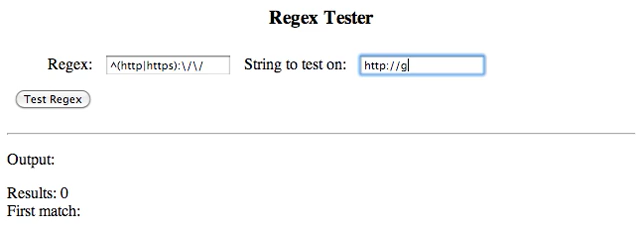 Regex Tester
Regex: ^(http|https):\/\/ String to test on: http://g
Test Regex
Output:
Results: 0
First match: